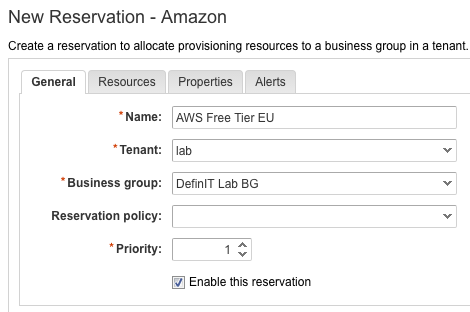 New Reservation - Amazon
Create a reservation to allocate provisioning resources to a business group in a tenant.
General Resources Properties Alerts
*Name: AWS Free Tier EU
*Tenant: lab
*Business group: DefinIT Lab BG
Reservation policy:
*Priority: 1
Enable this reservation